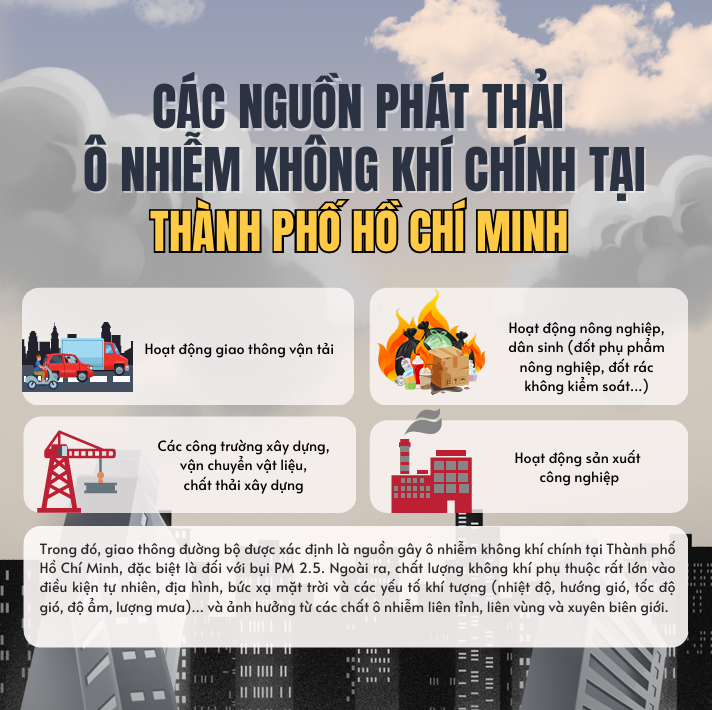 CÁC NGUỒN PHÁT THẢI
Ô NHIỄM KHÔNG KHÍ CHÍNH TẠI
THÀNH PHỐ HỒ CHÍ MINH
Hoạt động giao thông vận tải
Hoạt động nông nghiệp,
dân sinh (đốt phụ phẩm
nông nghiệp, đốt rác
không kiểm soát...)
Các công trường xây dựng,
vận chuyển vật liệu,
chất thải xây dựng
Hoạt động sản xuất
công nghiệp
Trong đó, giao thông đường bộ được xác định là nguồn gây ô nhiễm không khí chính tại Thành phố
Hồ Chí Minh, đặc biệt là đối với bụi PM 2.5. Ngoài ra, chất lượng không khí phụ thuộc rất lớn vào
điều kiện tự nhiên, địa hình, bức xạ mặt trời và các yếu tố khí tượng (nhiệt độ, hướng gió, tốc độ
gió, độ ẩm, lượng mưa)... và ảnh hưởng từ các chất ô nhiễm liên tỉnh, liên vùng và xuyên biên giới.